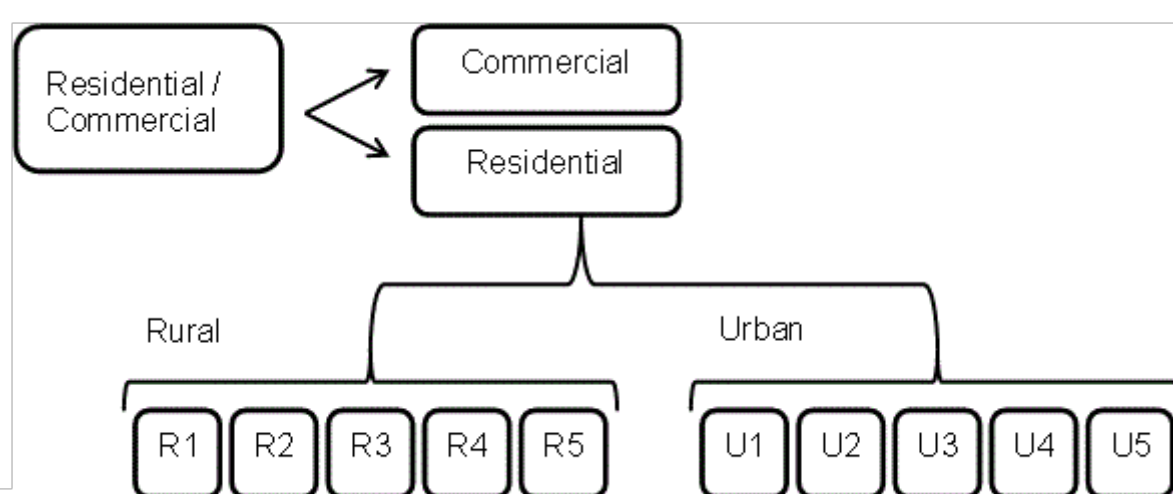 Residential /
Commercial
Commercial
Residential
Rural
Urban
R1 R2 R3 R4 R5
U1 U2 U3 U4 U5